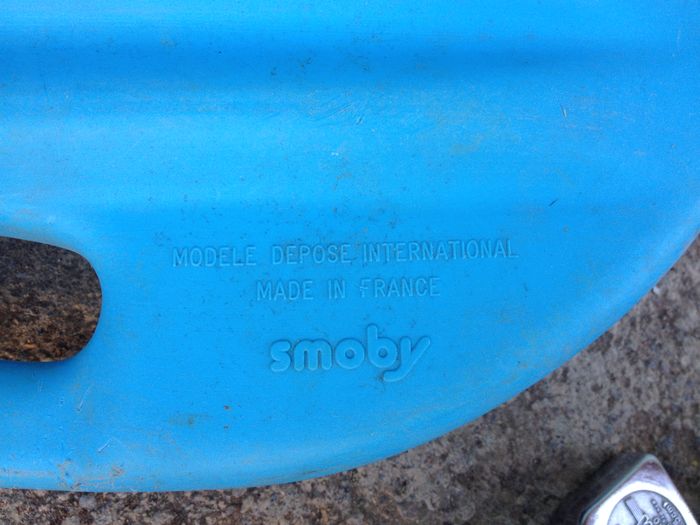 MODELE DEPOSE INTERNATIONAL
MADE IN FRANCE
smoby